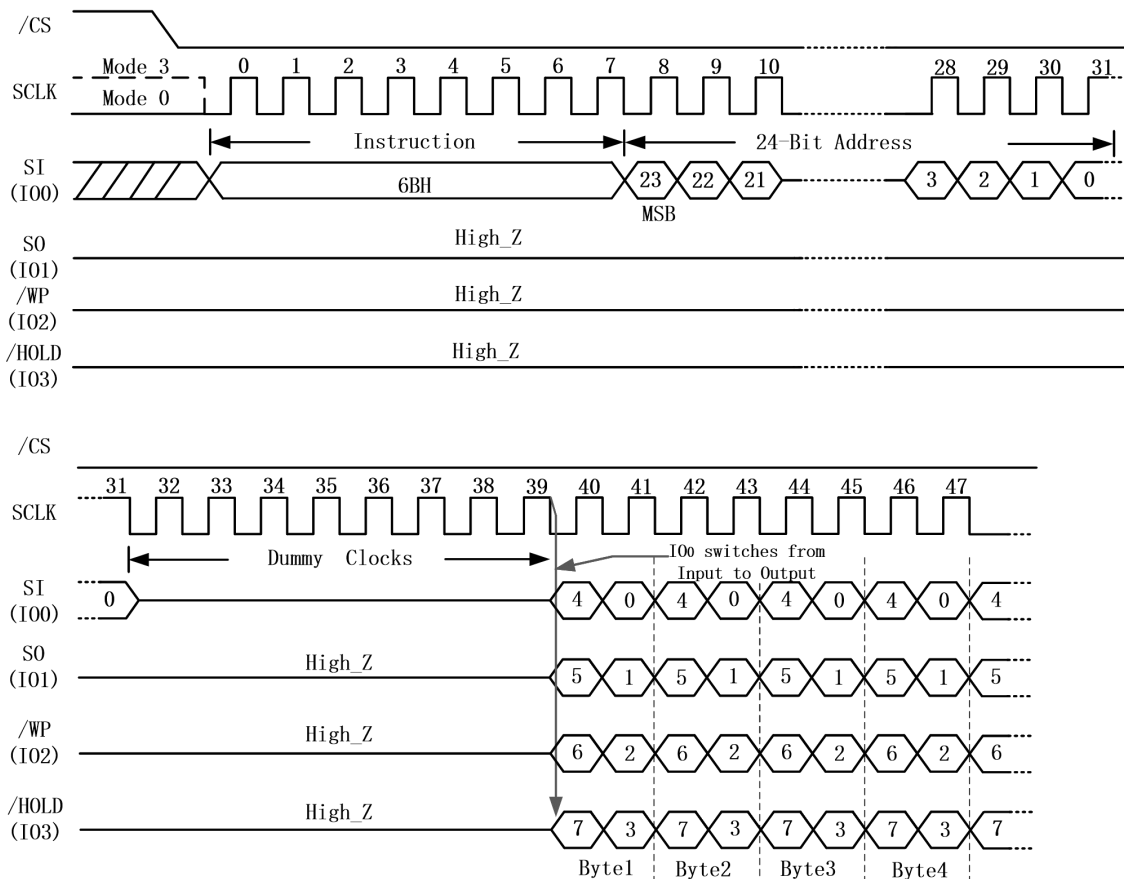 /CS
Mode 3 0 1 2 3 4 5 6 7 8 9 10 28 29 30 31
SCLK
Mode 0
Instruction 24-Bit Address
SI
(IO0)
6BH 23 22 21 3 2 1 0
MSB
SO
(IO1)
High_Z
/WP
(IO2)
High_Z
/HOLD
(IO3)
High_Z
/CS
31 32 33 34 35 36 37 38 39 40 41 42 43 44 45 46 47
SCLK
Dummy Clocks
IO0 switches from
Input to Output
SI
(IO0)
0 4 0 4 0 4 0 4 0 4
SO
(IO1)
High_Z
5 1 5 1 5 1 5 1 5
/WP
(IO2)
High_Z
6 2 6 2 6 2 6 2 6
/HOLD
(IO3)
High_Z
7 3 7 3 7 3 7 3 7
Byte1 Byte2 Byte3 Byte4